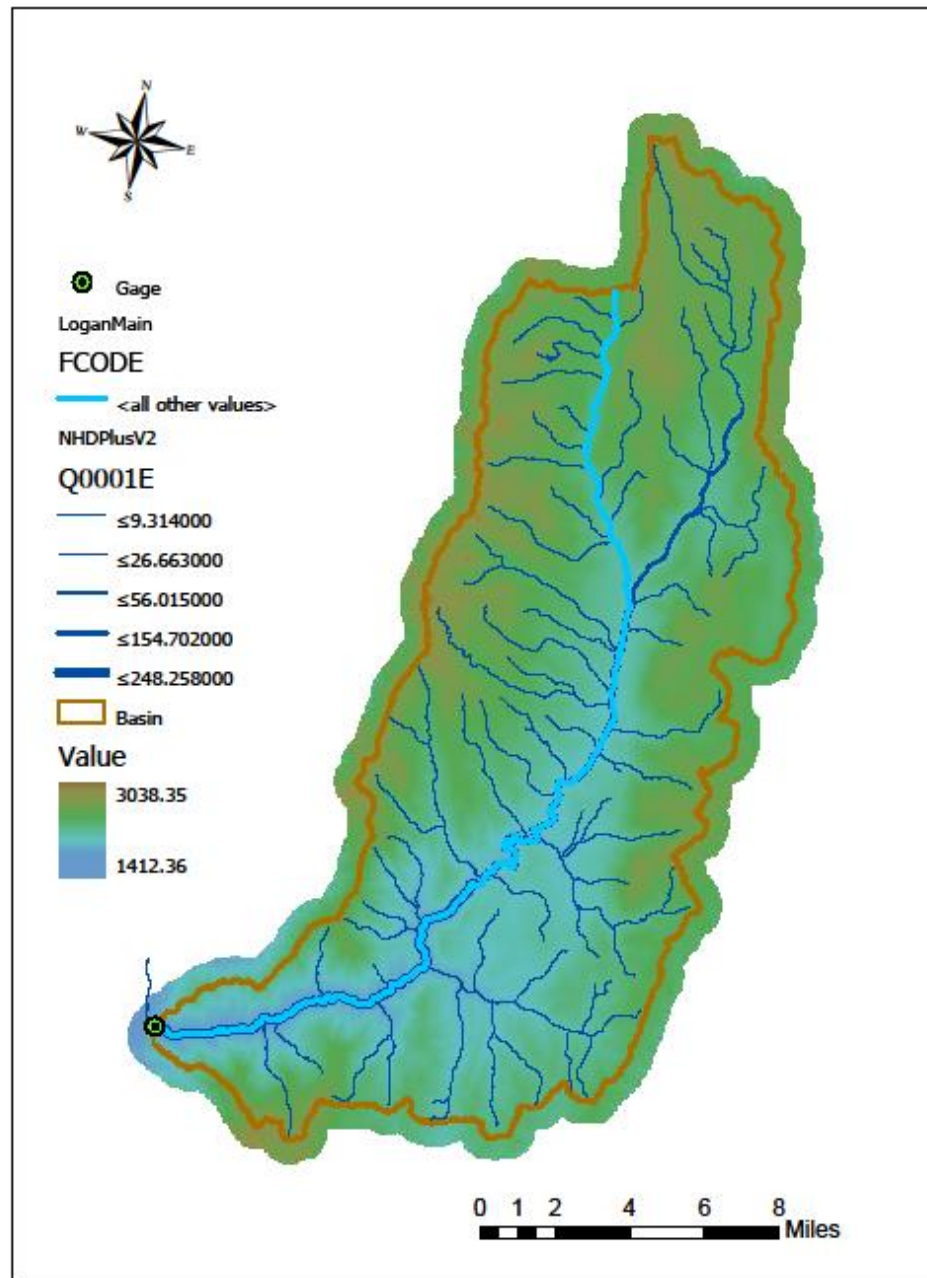 N
W
E
S
Gage
LoganMain
FCODE
<all other values>
NHDPlusV2
Q0001E
≤9.314000
≤26.663000
≤56.015000
≤154.702000
≤248.258000
Basin
Value
3038.35
1412.36
0 1 2 4 6 8
Miles